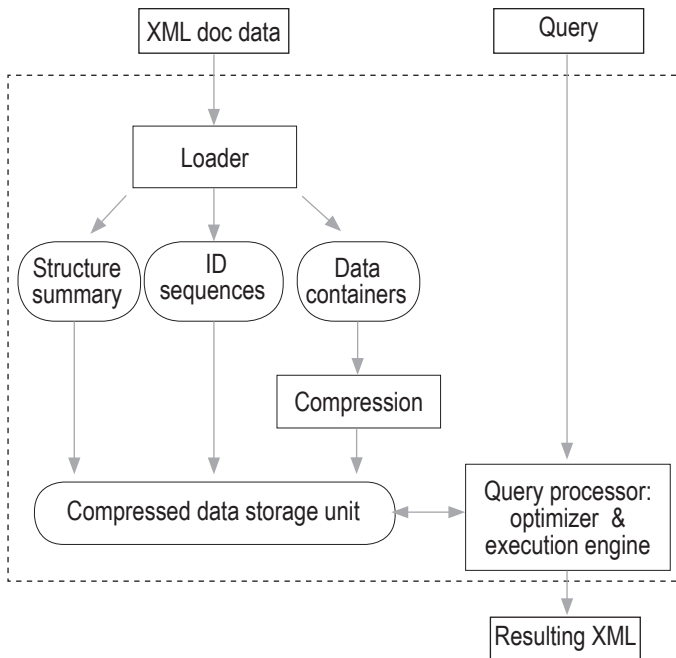 XML doc data
Query
Loader
Structure
summary
ID
sequences
Data
containers
Compression
Compressed data storage unit
Query processor:
optimizer &
execution engine
Resulting XML